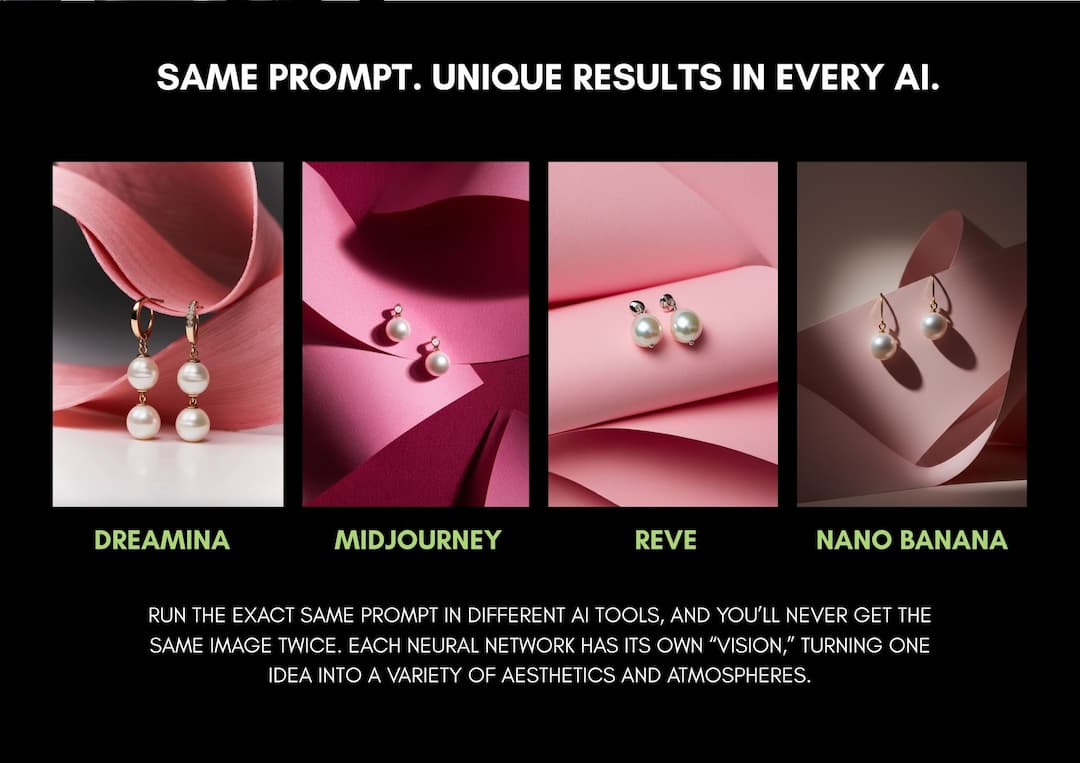 SAME PROMPT. UNIQUE RESULTS IN EVERY AI.
DREAMINA
MIDJOURNEY
REVE
NANO BANANA
RUN THE EXACT SAME PROMPT IN DIFFERENT AI TOOLS, AND YOU’LL NEVER GET THE
SAME IMAGE TWICE. EACH NEURAL NETWORK HAS ITS OWN “VISION,” TURNING ONE
IDEA INTO A VARIETY OF AESTHETICS AND ATMOSPHERES.